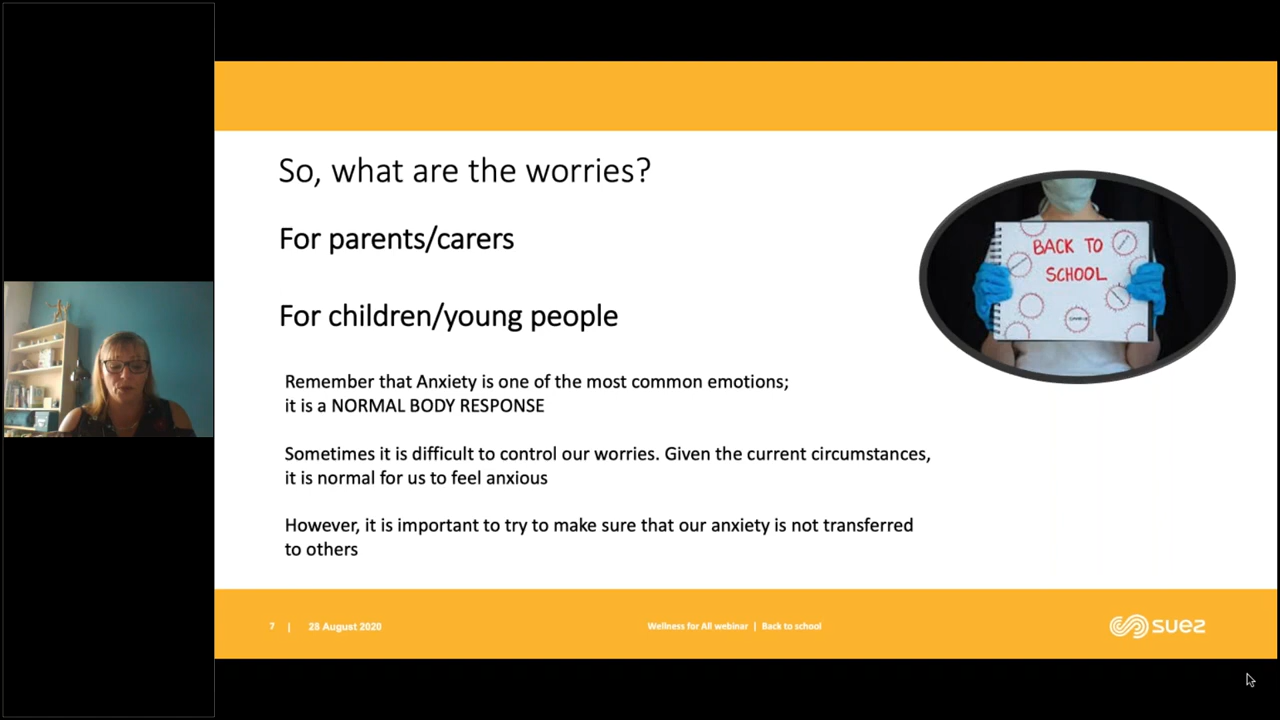 So, what are the worries?
For parents/carers
For children/young people
Remember that Anxiety is one of the most common emotions;
it is a NORMAL BODY RESPONSE
Sometimes it is difficult to control our worries. Given the current circumstances,
it is normal for us to feel anxious
However, it is important to try to make sure that our anxiety is not transferred
to others
BACK TO
SCHOOL
7 | 28 August 2020
Wellness for All webinar | Back to school
suez